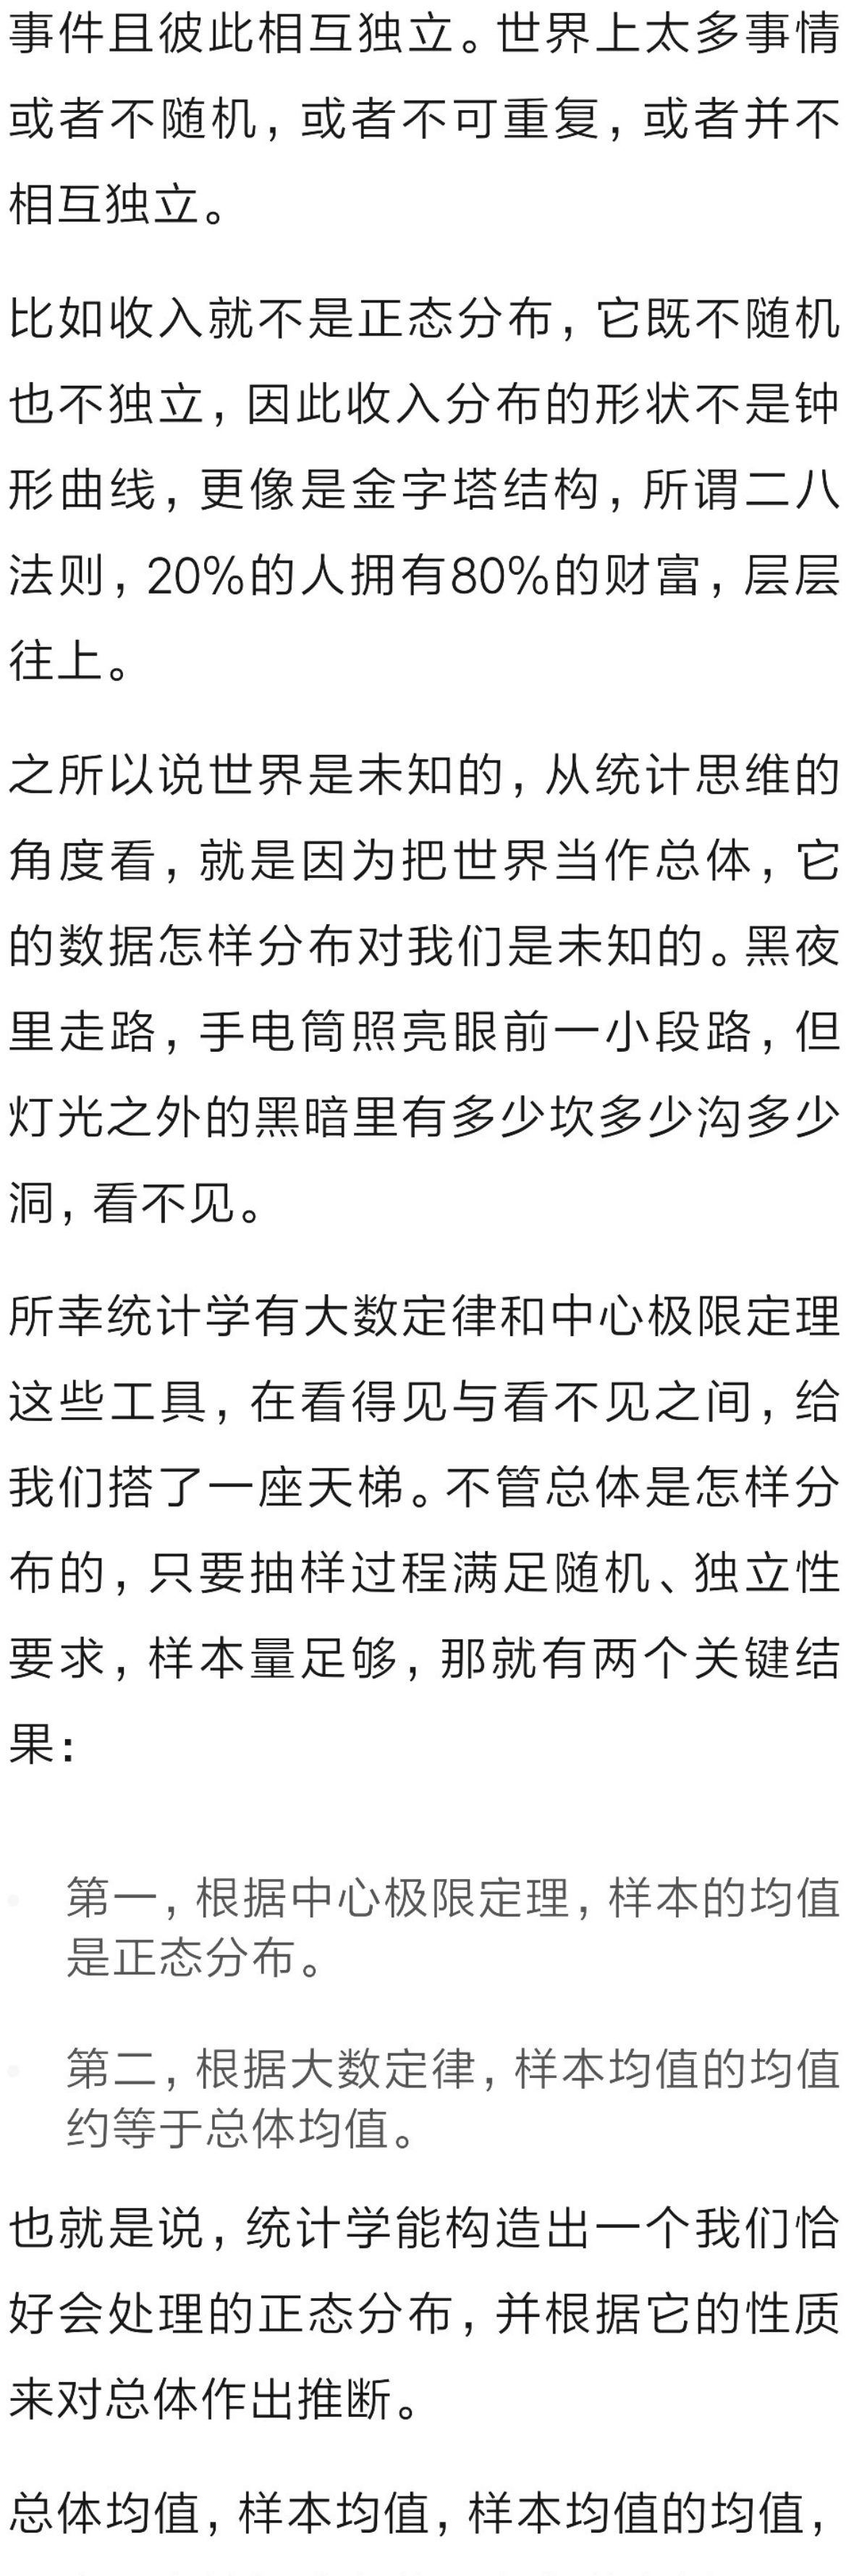 事件且彼此相互独立。世界上太多事情
或者不随机，或者不可重复，或者并不
相互独立。
比如收入就不是正态分布，它既不随机
也不独立，因此收入分布的形状不是钟
形曲线，更像是金字塔结构，所谓二八
法则，20%的人拥有80%的财富，层层
往上。
之所以说世界是未知的，从统计思维的
角度看，就是因为把世界当作总体，它
的数据怎样分布对我们是未知的。黑夜
里走路，手电筒照亮眼前一小段路，但
灯光之外的黑暗里有多少坎多少沟多少
洞，看不见。
所幸统计学有大数定律和中心极限定理
这些工具，在看得见与看不见之间，给
我们搭了一座天梯。不管总体是怎样分
布的，只要抽样过程满足随机、独立性
要求，样本量足够，那就有两个关键结
果：
第一，根据中心极限定理，样本的均值
是正态分布。
第二，根据大数定律，样本均值的均值
约等于总体均值。
也就是说，统计学能构造出一个我们恰
好会处理的正态分布，并根据它的性质
来对总体作出推断。
总体均值，样本均值，样本均值的均值，